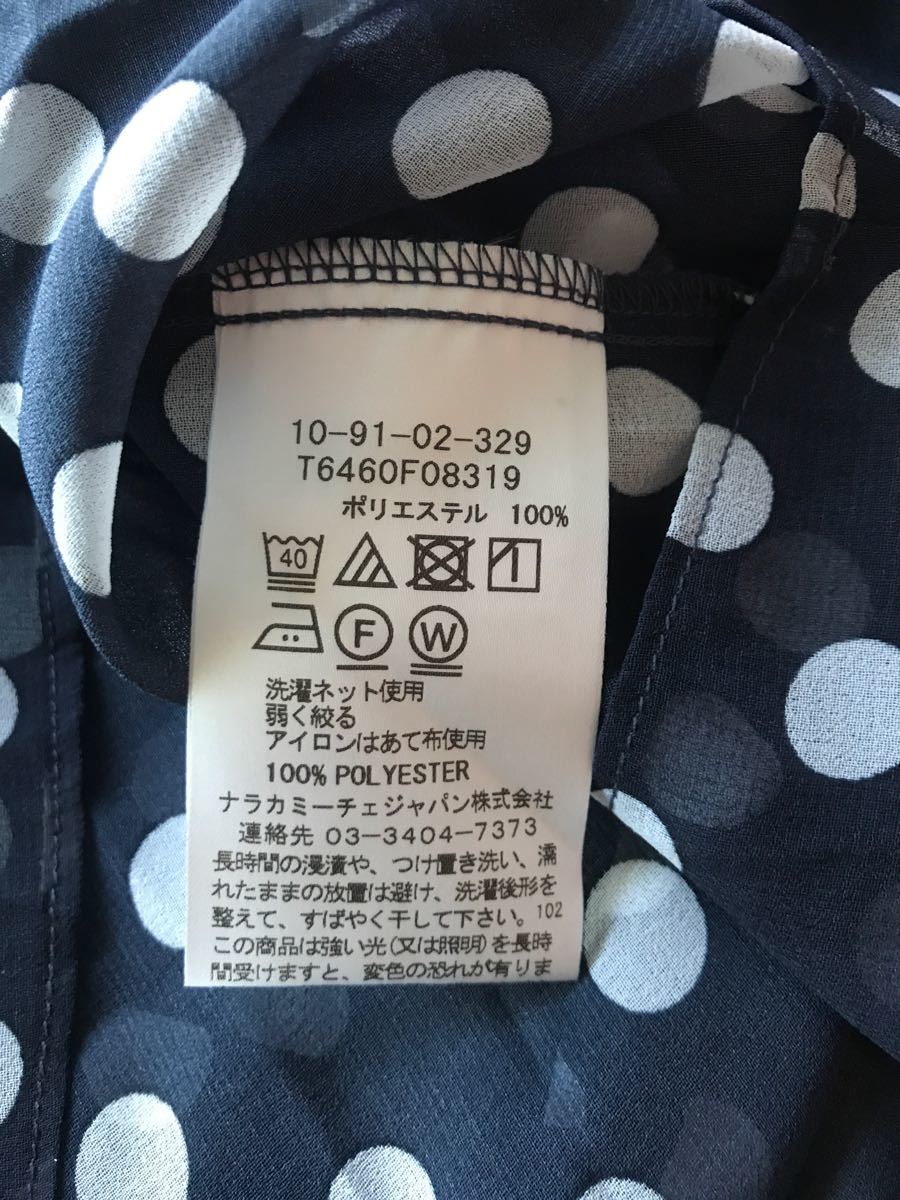 10-91-02-329
T6460F08319
ポリエステル 100%
40
F W
洗濯ネット使用
弱く絞る
アイロンはあて布使用
100% POLYESTER
ナラカミーチェジャパン株式会社
連絡先 03-3404-7373
長時間の浸漬や、つけ置き洗い、濡
れたままの放置は避け、洗濯後形を
整えて、すばやく干して下さい。102
この商品は強い光(又は照明)を長時
間受けますと、変色の恐れが有りま